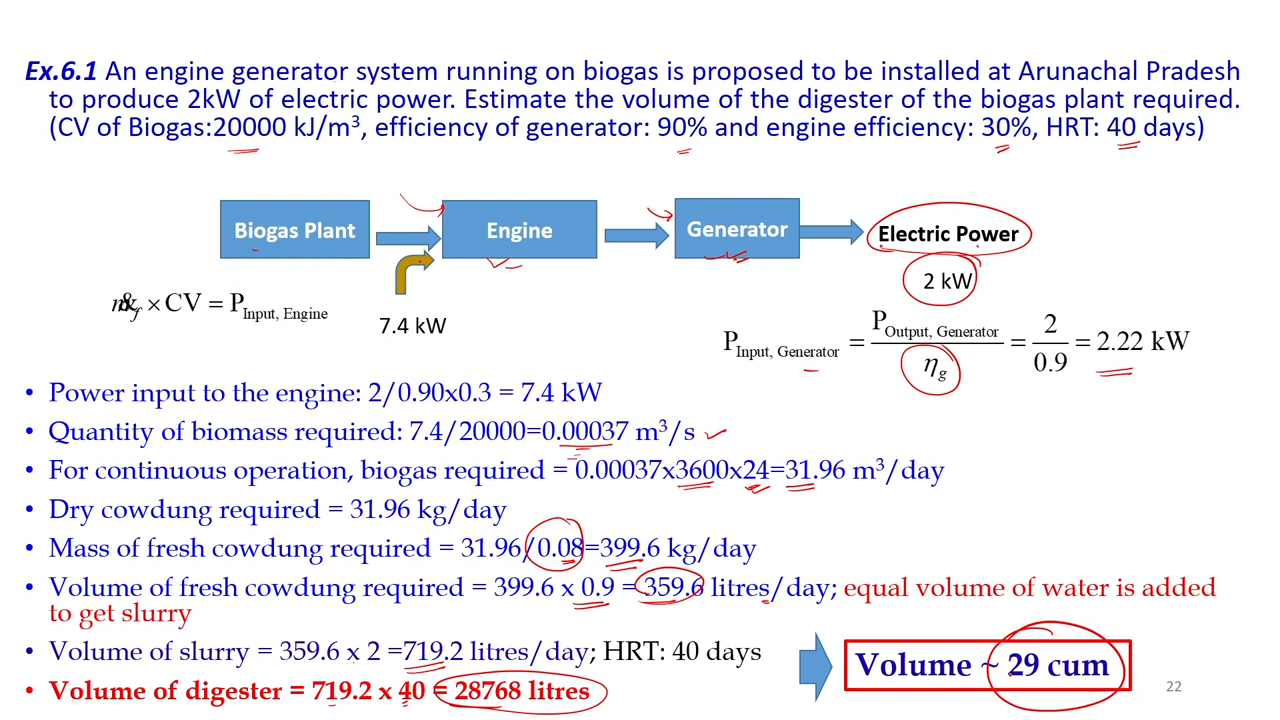 Ex.6.1 An engine generator system running on biogas is proposed to be installed at Arunachal Pradesh
to produce 2kW of electric power. Estimate the volume of the digester of the biogas plant required.
(CV of Biogas:20000 kJ/m³, efficiency of generator: 90% and engine efficiency: 30%, HRT: 40 days)
Biogas Plant
Engine
Generator
Electric Power
2 kW
× CV = P Input, Engine
7.4 kW
P Input, Generator = P Output, Generator / η g = 2 / 0.9 = 2.22 kW
• Power input to the engine: 2/0.90x0.3 = 7.4 kW
• Quantity of biomass required: 7.4/20000=0.00037 m³/s
• For continuous operation, biogas required = 0.00037x3600x24=31.96 m³/day
• Dry cowdung required = 31.96 kg/day
• Mass of fresh cowdung required = 31.96/0.08=399.6 kg/day
• Volume of fresh cowdung required = 399.6 x 0.9 = 359.6 litres/day; equal volume of water is added
to get slurry
• Volume of slurry = 359.6 x 2 =719.2 litres/day; HRT: 40 days
• Volume of digester = 719.2 x 40 = 28768 litres
Volume ~ 29 cum
22